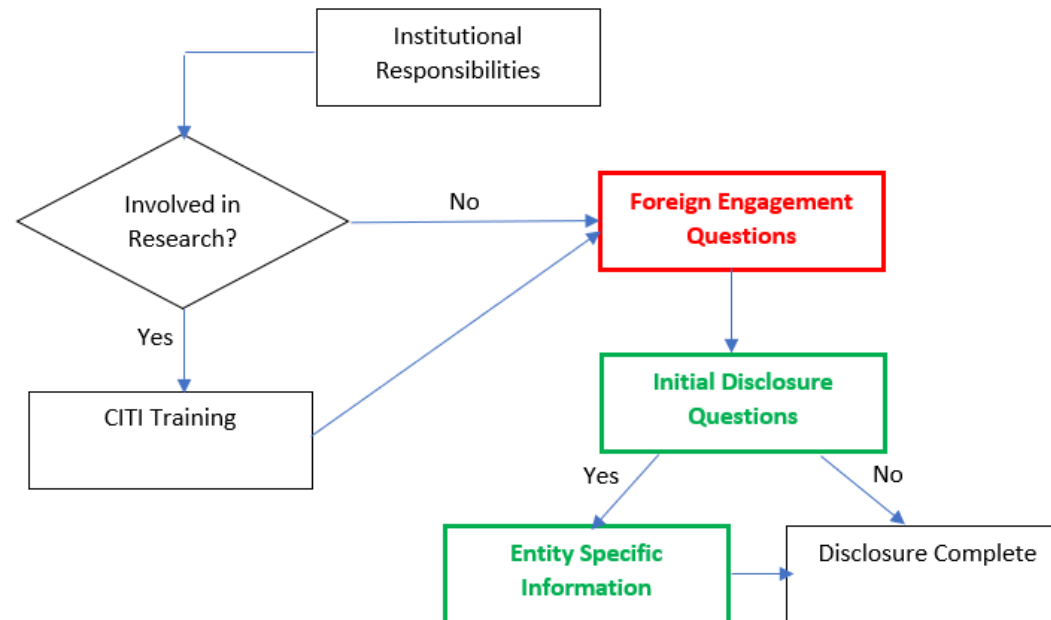 Institutional
Responsibilities
Involved in
Research?
No
Foreign Engagement
Questions
Yes
CITI Training
Initial Disclosure
Questions
Yes
No
Entity Specific
Information
Disclosure Complete